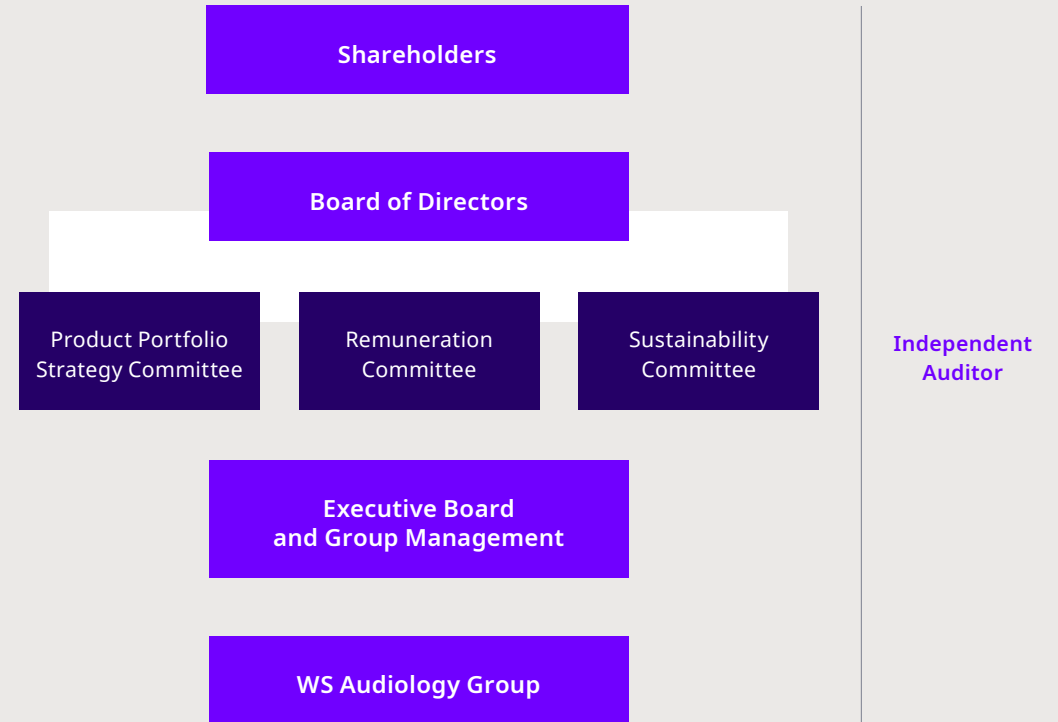 Shareholders
Board of Directors
Product Portfolio
Strategy Committee
Remuneration
Committee
Sustainability
Committee
Independent
Auditor
Executive Board
and Group Management
WS Audiology Group